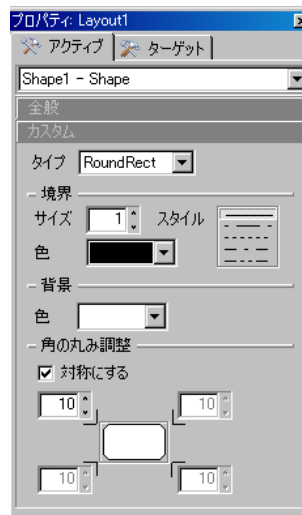 プロパティ: Layout1
アクティブ ターゲット
Shape1 - Shape
全般
カスタム
タイプ RoundRect
境界
サイズ 1 スタイル
色
背景
色
角の丸み調整
対称にする
10 10
10 10